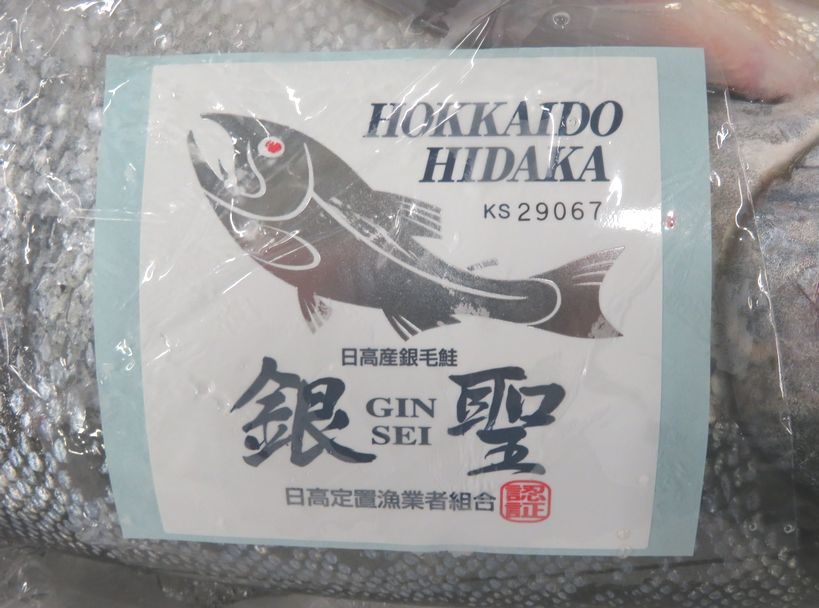 HOKKAIDO
HIDAKA
KS 29067
日高産銀毛鮭
銀 GIN SEI 聖
日高定置漁業者組合 認証